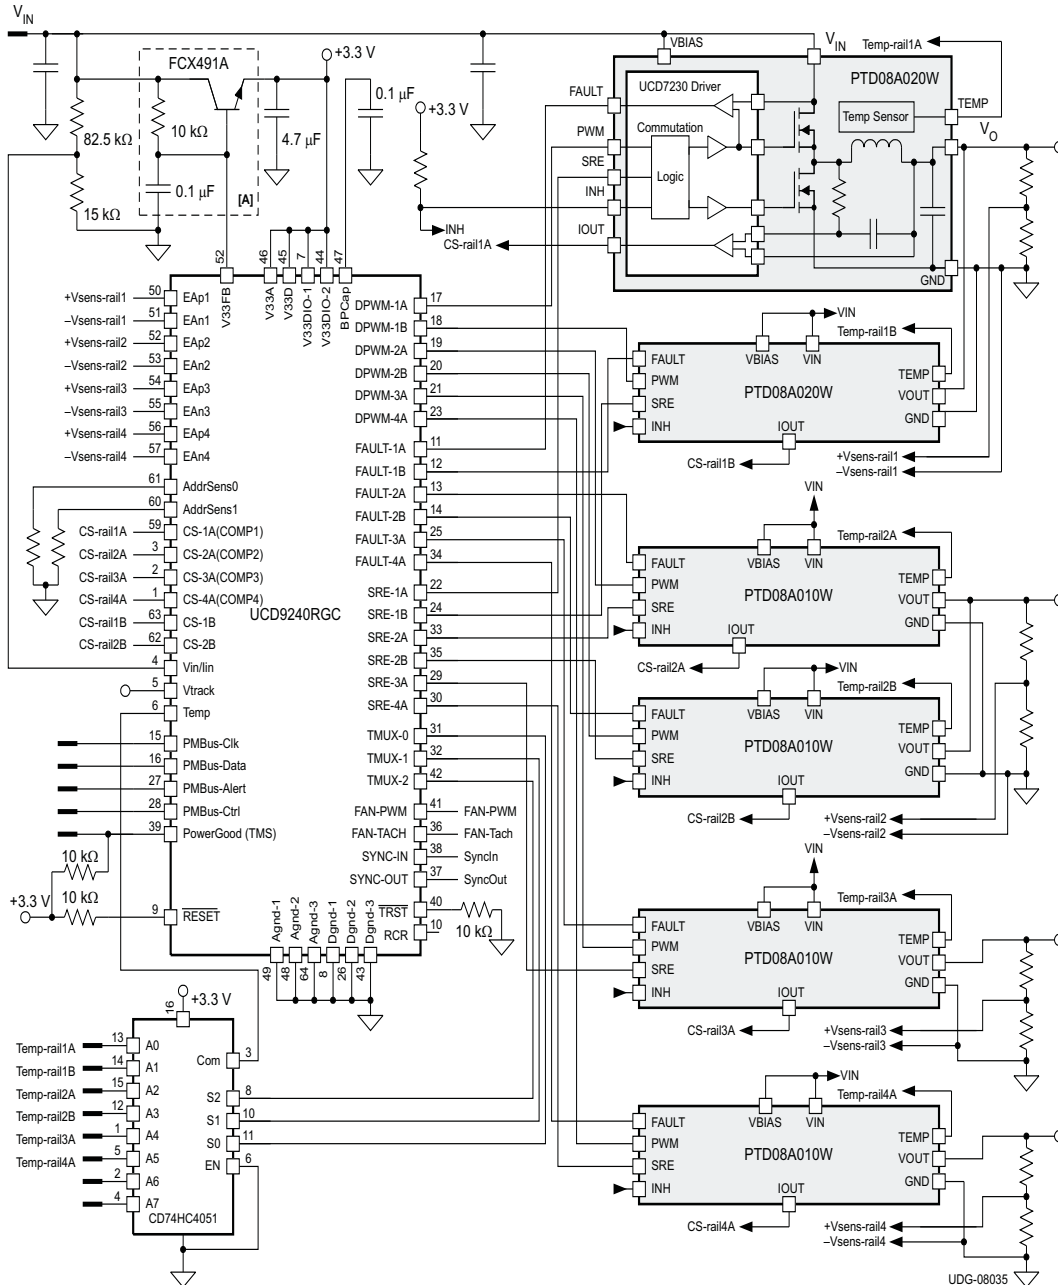 V_IN
FCX491A
+3.3 V
82.5 kΩ
10 kΩ
4.7 µF
0.1 µF
15 kΩ
0.1 µF
[A]
+3.3 V
INH
CS-rail1A
VBIAS
V_IN
Temp-rail1A
PTD08A020W
FAULT
UCD7230 Driver
TEMP
Temp Sensor
V_O
PWM
Commutation
SRE
Logic
INH
IOUT
GND
52
V33FB
46
V33A
45
V33D
7
V33DIO-1
44
V33DIO-2
47
BPCap
UCD9240RGC
+Vsens-rail1 50 EAp1
–Vsens-rail1 51 EAn1
+Vsens-rail2 52 EAp2
–Vsens-rail2 53 EAn2
+Vsens-rail3 54 EAp3
–Vsens-rail3 55 EAn3
+Vsens-rail4 56 EAp4
–Vsens-rail4 57 EAn4
61 AddrSens0
60 AddrSens1
CS-rail1A 59 CS-1A(COMP1)
CS-rail2A 3 CS-2A(COMP2)
CS-rail3A 2 CS-3A(COMP3)
CS-rail4A 1 CS-4A(COMP4)
CS-rail1B 63 CS-1B
CS-rail2B 62 CS-2B
4 Vin/Iin
5 Vtrack
6 Temp
15 PMBus-Clk
16 PMBus-Data
27 PMBus-Alert
28 PMBus-Ctrl
39 PowerGood (TMS)
10 kΩ
+3.3 V
10 kΩ
9 RESET
DPWM-1A 17
DPWM-1B 18
DPWM-2A 19
DPWM-2B 20
DPWM-3A 21
DPWM-4A 23
FAULT-1A 11
FAULT-1B 12
FAULT-2A 13
FAULT-2B 14
FAULT-3A 25
FAULT-4A 34
SRE-1A 22
SRE-1B 24
SRE-2A 33
SRE-2B 35
SRE-3A 29
SRE-4A 30
TMUX-0 31
TMUX-1 32
TMUX-2 42
FAN-PWM 41 FAN-PWM
FAN-TACH 36 FAN-Tach
SYNC-IN 38 SyncIn
SYNC-OUT 37 SyncOut
TRST 40
10 kΩ
RCR 10
Agnd-1
49
Agnd-2
48
Agnd-3
64
Dgnd-1
8
Dgnd-2
26
Dgnd-3
43
VIN
Temp-rail1B
VBIAS
VIN
FAULT
PWM
SRE
INH
PTD08A020W
TEMP
VOUT
GND
IOUT
CS-rail1B
+Vsens-rail1
–Vsens-rail1
VIN
Temp-rail2A
VBIAS
VIN
FAULT
PWM
SRE
INH
PTD08A010W
TEMP
VOUT
GND
IOUT
CS-rail2A
VIN
Temp-rail2B
VBIAS
VIN
FAULT
PWM
SRE
INH
PTD08A010W
TEMP
VOUT
GND
IOUT
CS-rail2B
+Vsens-rail2
–Vsens-rail2
VIN
Temp-rail3A
VBIAS
VIN
FAULT
PWM
SRE
INH
PTD08A010W
TEMP
VOUT
GND
IOUT
CS-rail3A
+Vsens-rail3
–Vsens-rail3
VIN
Temp-rail4A
VBIAS
VIN
FAULT
PWM
SRE
INH
PTD08A010W
TEMP
VOUT
GND
IOUT
CS-rail4A
+Vsens-rail4
–Vsens-rail4
16
+3.3 V
Temp-rail1A 13 A0
Temp-rail1B 14 A1
Temp-rail2A 15 A2
Temp-rail2B 12 A3
Temp-rail3A 1 A4
Temp-rail4A 5 A5
2 A6
4 A7
Com 3
S2 8
S1 10
S0 11
EN 6
CD74HC4051
UDG-08035